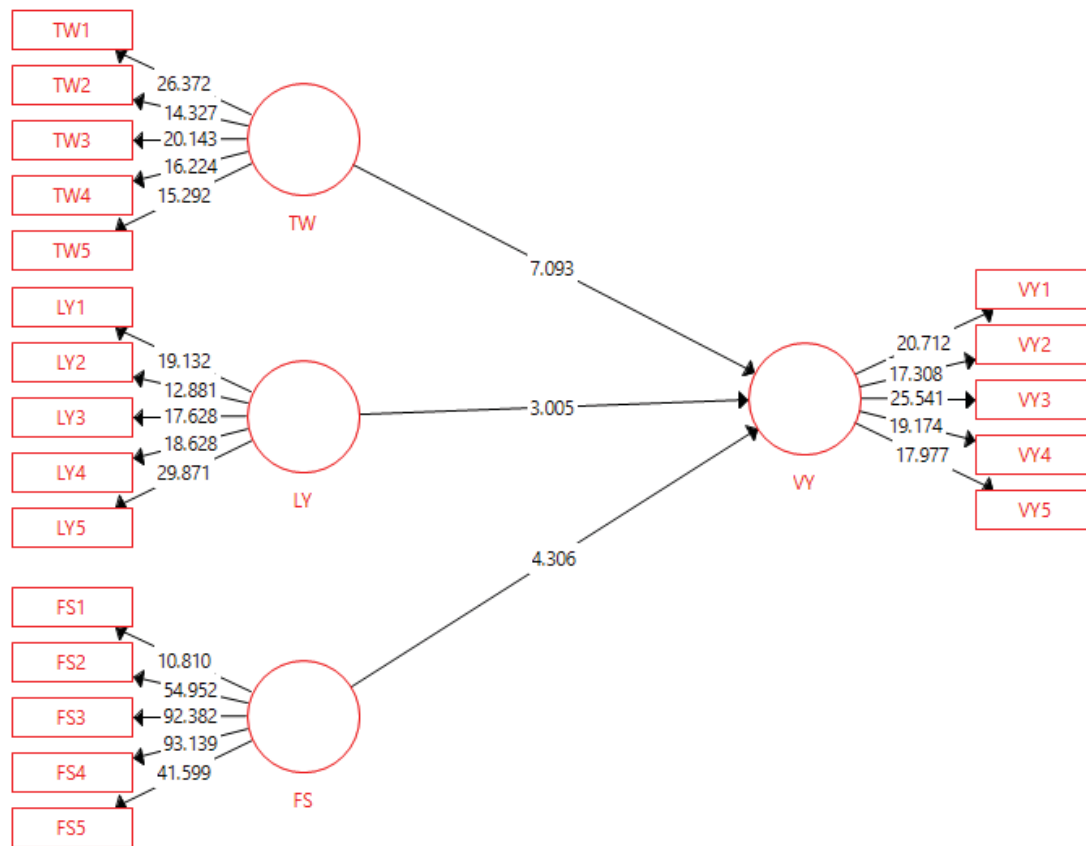 TW1
TW2
TW3
TW4
TW5
26.372
14.327
20.143
16.224
15.292
TW
LY1
LY2
LY3
LY4
LY5
19.132
12.881
17.628
18.628
29.871
LY
FS1
FS2
FS3
FS4
FS5
10.810
54.952
92.382
93.139
41.599
FS
7.093
3.005
4.306
VY
20.712
17.308
25.541
19.174
17.977
VY1
VY2
VY3
VY4
VY5